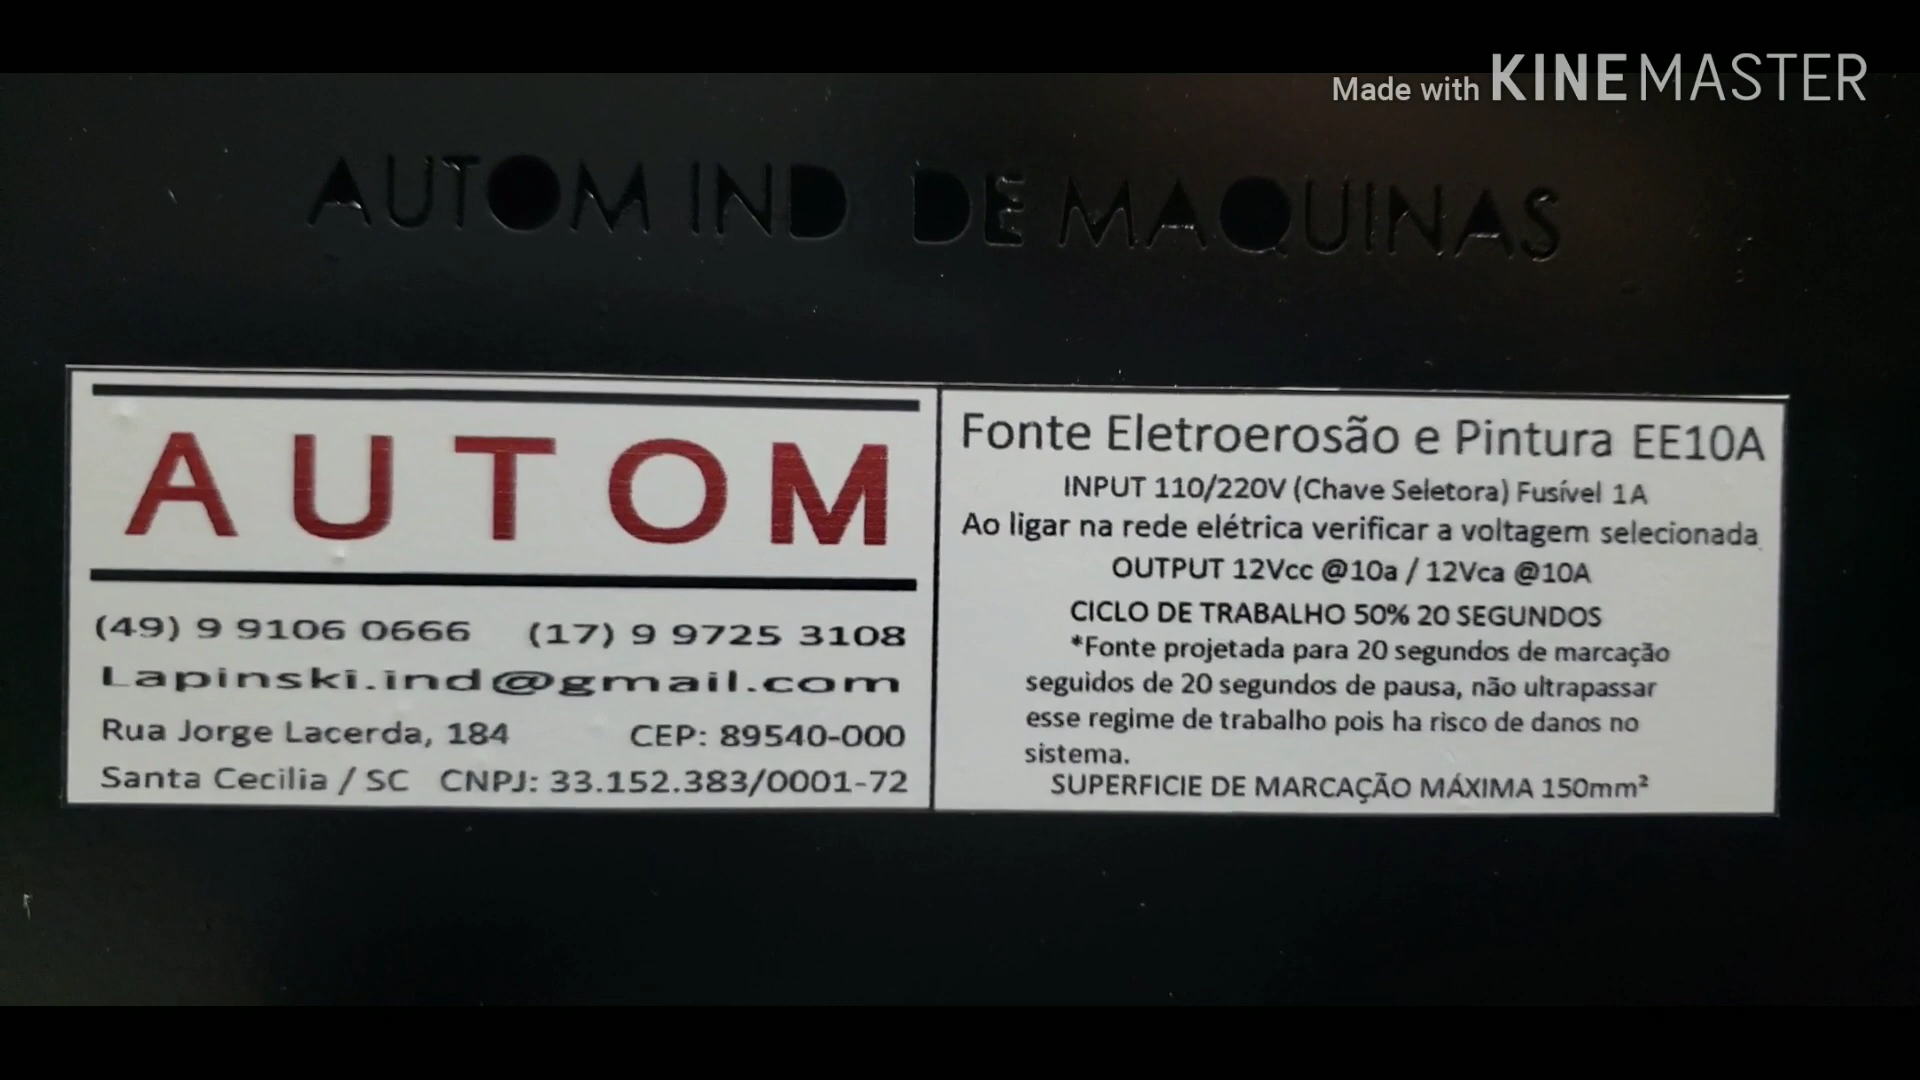 Made with KINEMASTER
AUTOM IND DE MAQUINAS
AUTOM
(49) 9 9106 0666 (17) 9 9725 3108
Lapinski.ind@gmail.com
Rua Jorge Lacerda, 184 CEP: 89540-000
Santa Cecilia / SC CNPJ: 33.152.383/0001-72
Fonte Eletroerosão e Pintura EE10A
INPUT 110/220V (Chave Seletora) Fusível 1A
Ao ligar na rede elétrica verificar a voltagem selecionada.
OUTPUT 12Vcc @10a / 12Vca @10A
CICLO DE TRABALHO 50% 20 SEGUNDOS
*Fonte projetada para 20 segundos de marcação
seguidos de 20 segundos de pausa, não ultrapassar
esse regime de trabalho pois ha risco de danos no
sistema.
SUPERFICIE DE MARCAÇÃO MÁXIMA 150mm²